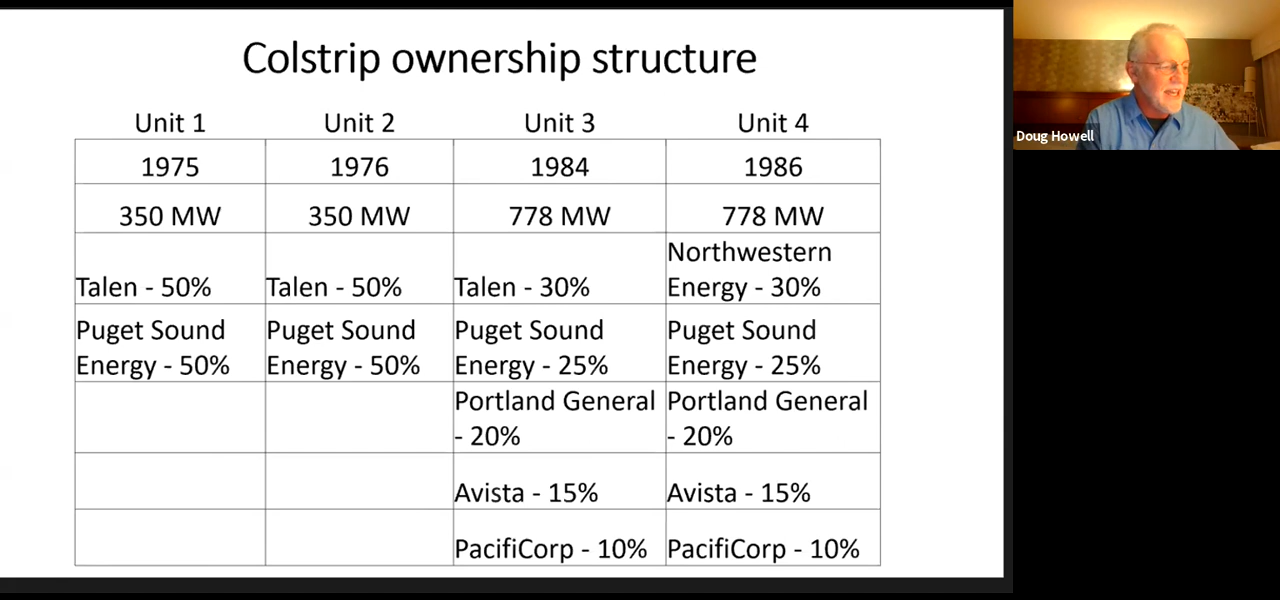 Colstrip ownership structure
Unit 1 Unit 2 Unit 3 Unit 4
1975 1976 1984 1986
350 MW 350 MW 778 MW 778 MW
Talen - 50% Talen - 50% Talen - 30% Northwestern
Energy - 30%
Puget Sound Puget Sound Puget Sound Puget Sound
Energy - 50% Energy - 50% Energy - 25% Energy - 25%
Portland General Portland General
- 20% - 20%
Avista - 15% Avista - 15%
PacifiCorp - 10% PacifiCorp - 10%
Doug Howell